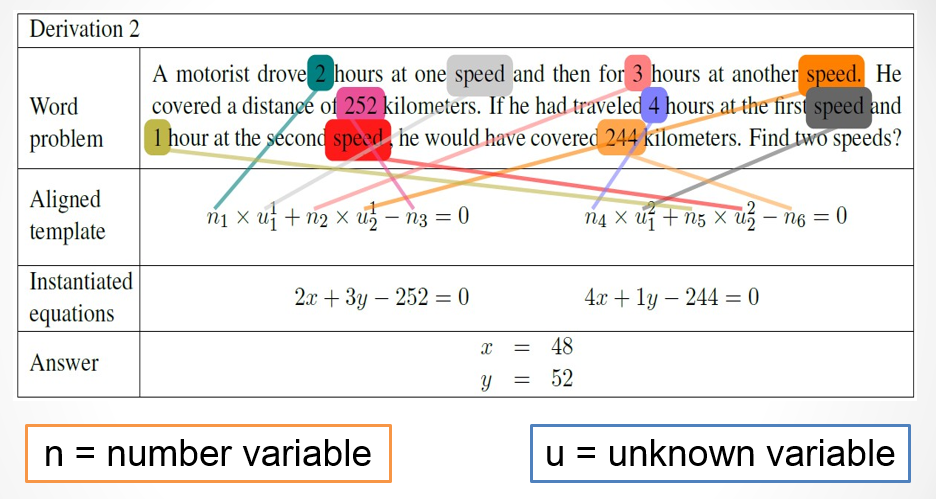 Derivation 2
Word
problem
A motorist drove 2 hours at one speed and then for 3 hours at another speed. He
covered a distance of 252 kilometers. If he had traveled 4 hours at the first speed and
1 hour at the second speed, he would have covered 244 kilometers. Find two speeds?
Aligned
template
n₁ × u₁¹ + n₂ × u₂¹ − n₃ = 0 n₄ × u₁² + n₅ × u₂² − n₆ = 0
Instantiated
equations
2x + 3y − 252 = 0 4x + 1y − 244 = 0
Answer
x = 48
y = 52
n = number variable
u = unknown variable